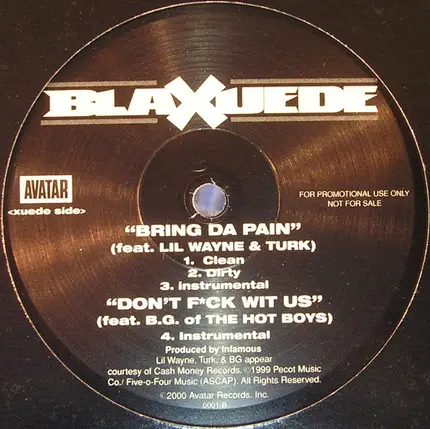 BLAXUEDE
AVATAR
<xuede side>
FOR PROMOTIONAL USE ONLY
NOT FOR SALE
"BRING DA PAIN"
(feat. LIL WAYNE & TURK)
1. Clean
2. Dirty
3. instrumental
"DON'T F*CK WIT US"
(feat. B.G. of THE HOT BOYS)
4. Instrumental
Produced by Infamous
Lil Wayne, Turk, & BG appear
courtesy of Cash Money Records. ©1999 Pecot Music
Co./ Five-o-Four Music (ASCAP). All Rights Reserved.
©2000 Avatar Records, Inc.
0001-B